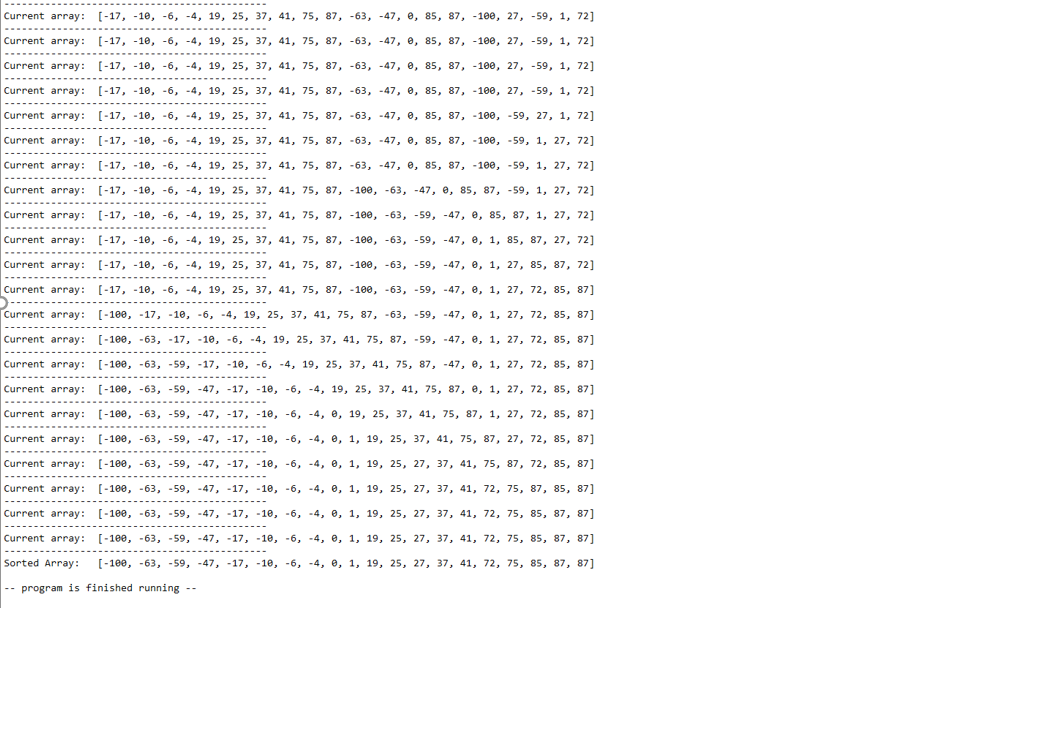 --------------------------------------------
Current array:  [-17, -10, -6, -4, 19, 25, 37, 41, 75, 87, -63, -47, 0, 85, 87, -100, 27, -59, 1, 72]
--------------------------------------------
Current array:  [-17, -10, -6, -4, 19, 25, 37, 41, 75, 87, -63, -47, 0, 85, 87, -100, 27, -59, 1, 72]
--------------------------------------------
Current array:  [-17, -10, -6, -4, 19, 25, 37, 41, 75, 87, -63, -47, 0, 85, 87, -100, 27, -59, 1, 72]
--------------------------------------------
Current array:  [-17, -10, -6, -4, 19, 25, 37, 41, 75, 87, -63, -47, 0, 85, 87, -100, 27, -59, 1, 72]
--------------------------------------------
Current array:  [-17, -10, -6, -4, 19, 25, 37, 41, 75, 87, -63, -47, 0, 85, 87, -100, -59, 27, 1, 72]
--------------------------------------------
Current array:  [-17, -10, -6, -4, 19, 25, 37, 41, 75, 87, -63, -47, 0, 85, 87, -100, -59, 1, 27, 72]
--------------------------------------------
Current array:  [-17, -10, -6, -4, 19, 25, 37, 41, 75, 87, -63, -47, 0, 85, 87, -100, -59, 1, 27, 72]
--------------------------------------------
Current array:  [-17, -10, -6, -4, 19, 25, 37, 41, 75, 87, -100, -63, -47, 0, 85, 87, -59, 1, 27, 72]
--------------------------------------------
Current array:  [-17, -10, -6, -4, 19, 25, 37, 41, 75, 87, -100, -63, -59, -47, 0, 85, 87, 1, 27, 72]
--------------------------------------------
Current array:  [-17, -10, -6, -4, 19, 25, 37, 41, 75, 87, -100, -63, -59, -47, 0, 1, 85, 87, 27, 72]
--------------------------------------------
Current array:  [-17, -10, -6, -4, 19, 25, 37, 41, 75, 87, -100, -63, -59, -47, 0, 1, 27, 85, 87, 72]
--------------------------------------------
Current array:  [-17, -10, -6, -4, 19, 25, 37, 41, 75, 87, -100, -63, -59, -47, 0, 1, 27, 72, 85, 87]
--------------------------------------------
Current array:  [-100, -17, -10, -6, -4, 19, 25, 37, 41, 75, 87, -63, -59, -47, 0, 1, 27, 72, 85, 87]
--------------------------------------------
Current array:  [-100, -63, -17, -10, -6, -4, 19, 25, 37, 41, 75, 87, -59, -47, 0, 1, 27, 72, 85, 87]
--------------------------------------------
Current array:  [-100, -63, -59, -17, -10, -6, -4, 19, 25, 37, 41, 75, 87, -47, 0, 1, 27, 72, 85, 87]
--------------------------------------------
Current array:  [-100, -63, -59, -47, -17, -10, -6, -4, 19, 25, 37, 41, 75, 87, 0, 1, 27, 72, 85, 87]
--------------------------------------------
Current array:  [-100, -63, -59, -47, -17, -10, -6, -4, 0, 19, 25, 37, 41, 75, 87, 1, 27, 72, 85, 87]
--------------------------------------------
Current array:  [-100, -63, -59, -47, -17, -10, -6, -4, 0, 1, 19, 25, 37, 41, 75, 87, 27, 72, 85, 87]
--------------------------------------------
Current array:  [-100, -63, -59, -47, -17, -10, -6, -4, 0, 1, 19, 25, 27, 37, 41, 75, 87, 72, 85, 87]
--------------------------------------------
Current array:  [-100, -63, -59, -47, -17, -10, -6, -4, 0, 1, 19, 25, 27, 37, 41, 72, 75, 87, 85, 87]
--------------------------------------------
Current array:  [-100, -63, -59, -47, -17, -10, -6, -4, 0, 1, 19, 25, 27, 37, 41, 72, 75, 85, 87, 87]
--------------------------------------------
Current array:  [-100, -63, -59, -47, -17, -10, -6, -4, 0, 1, 19, 25, 27, 37, 41, 72, 75, 85, 87, 87]
--------------------------------------------
Sorted Array:   [-100, -63, -59, -47, -17, -10, -6, -4, 0, 1, 19, 25, 27, 37, 41, 72, 75, 85, 87, 87]
-- program is finished running --